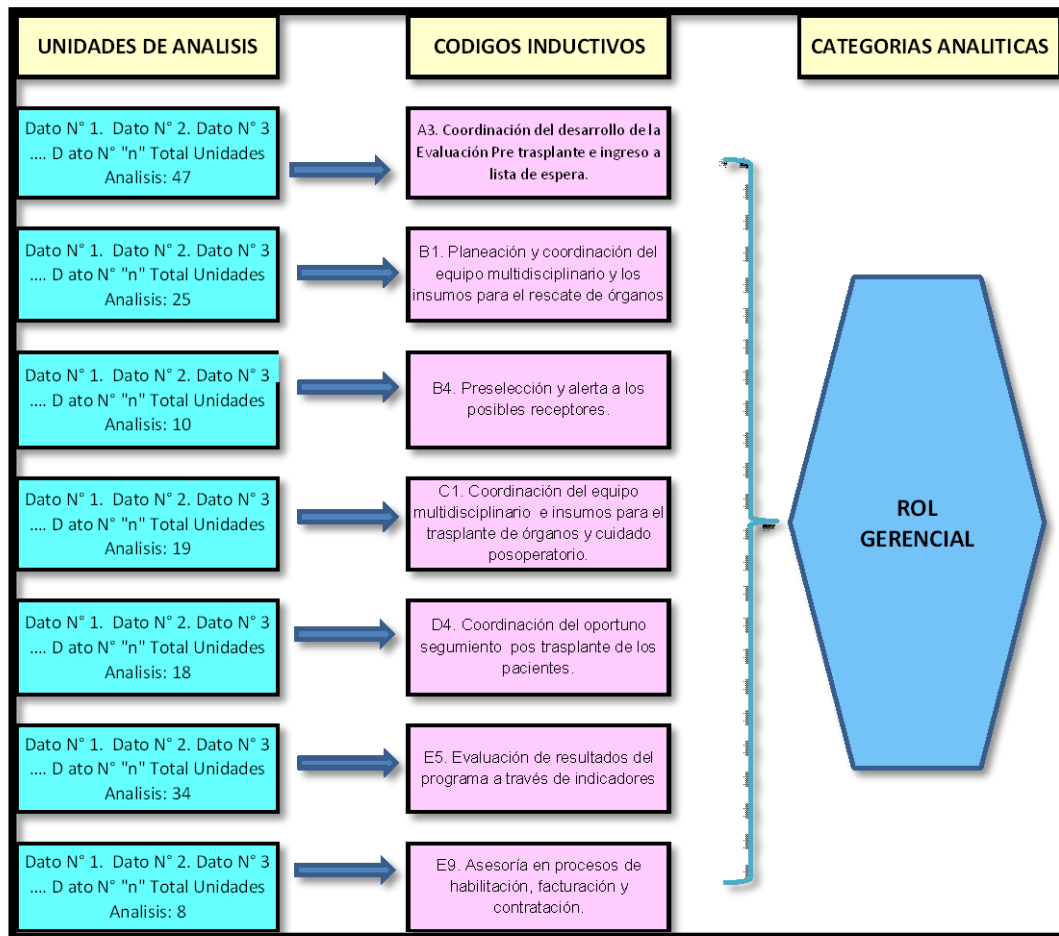 UNIDADES DE ANALISIS
CODIGOS INDUCTIVOS
CATEGORIAS ANALITICAS
Dato N° 1. Dato N° 2. Dato N° 3
.... D ato N° "n" Total Unidades
Analisis: 47
A3. Coordinación del desarrollo de la
Evaluación Pre trasplante e ingreso a
lista de espera.
Dato N° 1. Dato N° 2. Dato N° 3
.... D ato N° "n" Total Unidades
Analisis: 25
B1. Planeación y coordinación del
equipo multidisciplinario y los
insumos para el rescate de órganos
Dato N° 1. Dato N° 2. Dato N° 3
.... D ato N° "n" Total Unidades
Analisis: 10
B4. Preselección y alerta a los
posibles receptores.
Dato N° 1. Dato N° 2. Dato N° 3
.... D ato N° "n" Total Unidades
Analisis: 19
C1. Coordinación del equipo
multidisciplinario e insumos para el
trasplante de órganos y cuidado
posoperatorio.
ROL
GERENCIAL
Dato N° 1. Dato N° 2. Dato N° 3
.... D ato N° "n" Total Unidades
Analisis: 18
D4. Coordinación del oportuno
segumiento pos trasplante de los
pacientes.
Dato N° 1. Dato N° 2. Dato N° 3
.... D ato N° "n" Total Unidades
Analisis: 34
E5. Evaluación de resultados del
programa a través de indicadores
Dato N° 1. Dato N° 2. Dato N° 3
.... D ato N° "n" Total Unidades
Analisis: 8
E9. Asesoría en procesos de
habilitación, facturación y
contratación.